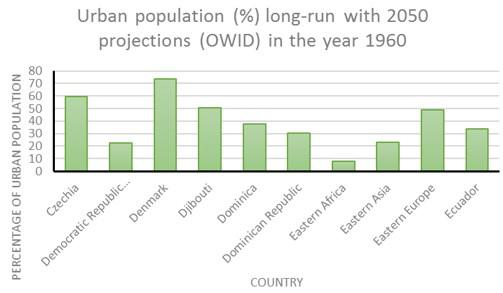 Urban population (%) long-run with 2050
projections (OWID) in the year 1960
PERCENTAGE OF URBAN POPULATION
80
70
60
50
40
30
20
10
0
Czechia
Democratic Republic...
Denmark
Djibouti
Dominica
Dominican Republic
Eastern Africa
Eastern Asia
Eastern Europe
Ecuador
COUNTRY